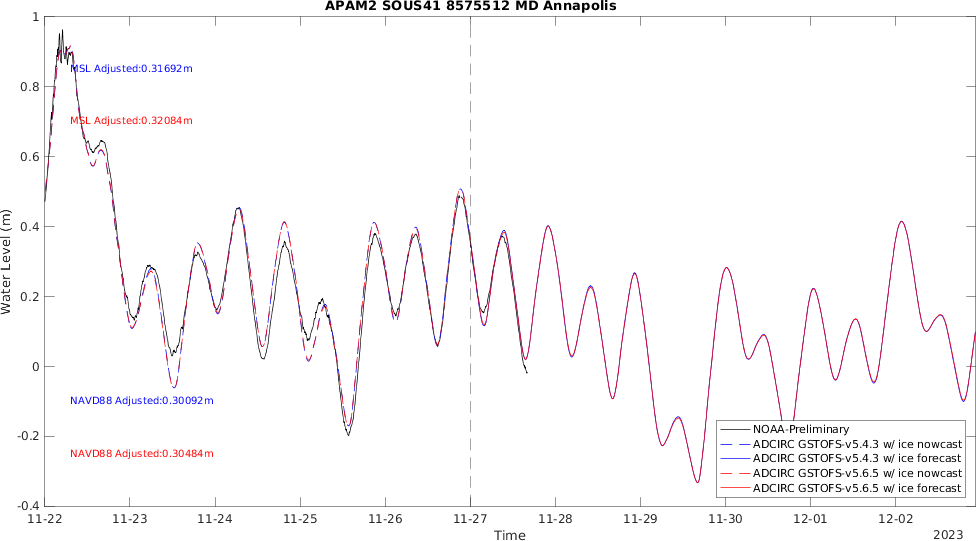 APAM2 SOUS41 8575512 MD Annapolis
1
0.8
0.6
0.4
0.2
0
-0.2
-0.4
Water Level (m)
MSL Adjusted:0.31692m
MSL Adjusted:0.32084m
NAVD88 Adjusted:0.30092m
NAVD88 Adjusted:0.30484m
NOAA-Preliminary
ADCIRC GSTOFS-v5.4.3 w/ ice nowcast
ADCIRC GSTOFS-v5.4.3 w/ ice forecast
ADCIRC GSTOFS-v5.6.5 w/ ice nowcast
ADCIRC GSTOFS-v5.6.5 w/ ice forecast
11-22 11-23 11-24 11-25 11-26 11-27 11-28 11-29 11-30 12-01 12-02
Time
2023